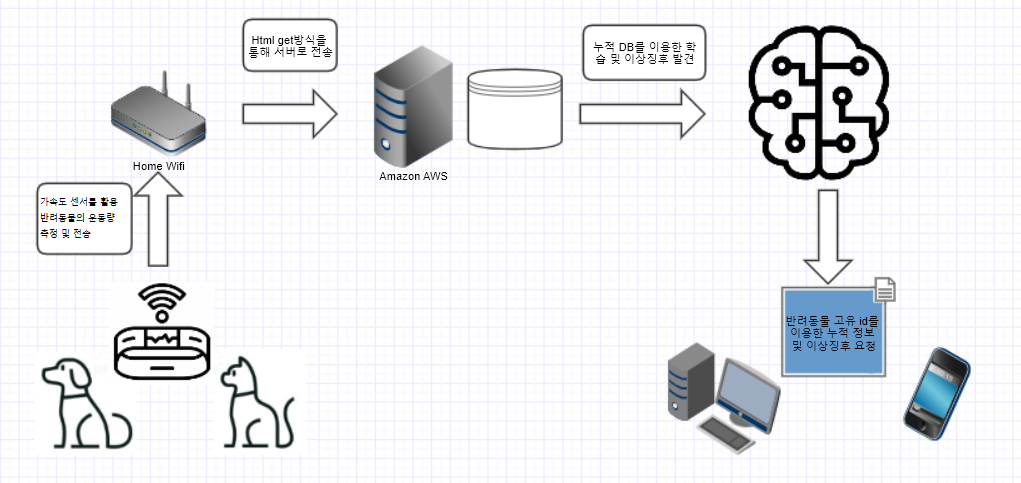 Html get방식을
통해 서버로 전송
누적 DB를 이용한 학
습 및 이상징후 발견
Home Wifi
Amazon AWS
가속도 센서를 활용
반려동물의 운동량
측정 및 전송
반려동물 고유 id를
이용한 누적 정보
및 이상징후 요청